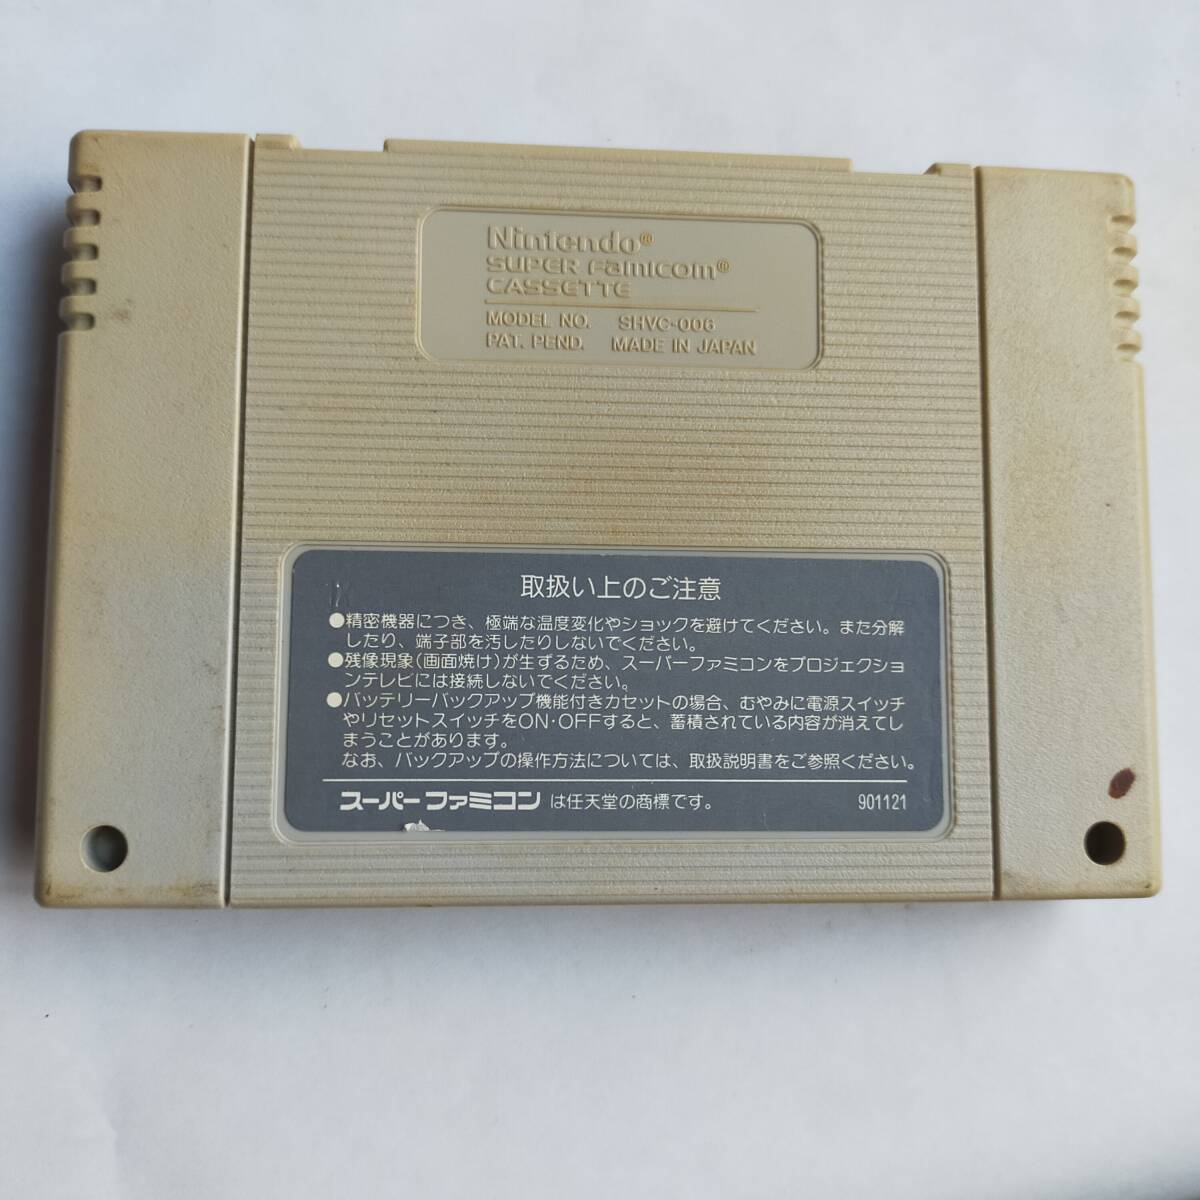 Nintendo®
SUPER Famicom®
CASSETTE
MODEL NO. SHVC-006
PAT. PEND. MADE IN JAPAN
取扱い上のご注意
●精密機器につき、極端な温度変化やショックを避けてください。また分解
したり、端子部を汚したりしないでください。
●残像現象(画面焼け)が生ずるため、スーパーファミコンをプロジェクショ
ンテレビには接続しないでください。
●バッテリーバックアップ機能付きカセットの場合、むやみに電源スイッチ
やリセットスイッチをON・OFFすると、蓄積されている内容が消えてし
まうことがあります。
なお、バックアップの操作方法については、取扱説明書をご参照ください。
スーパーファミコン は任天堂の商標です。 901121